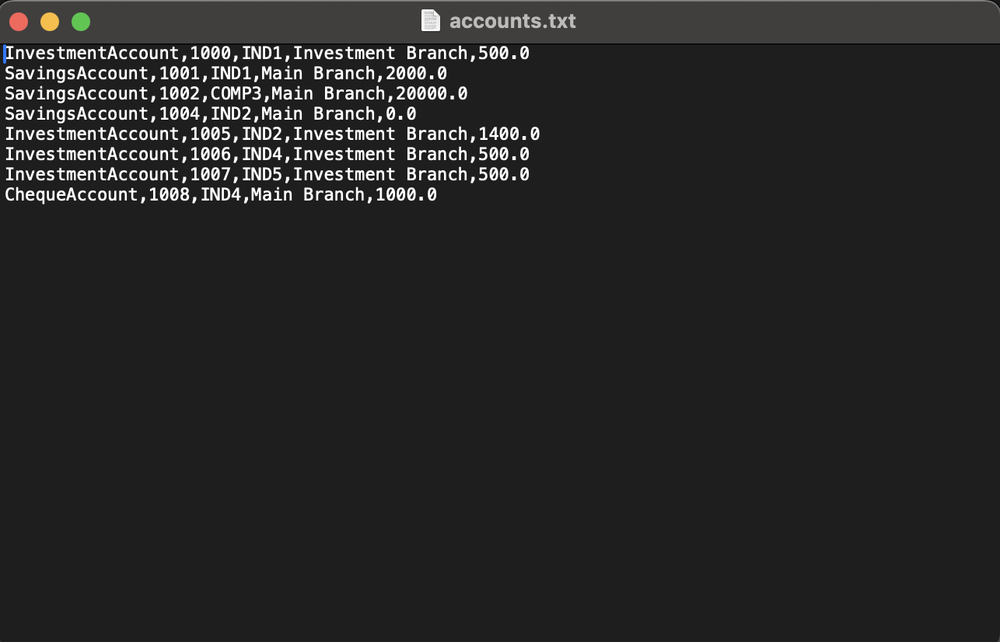 accounts.txt
InvestmentAccount,1000,IND1,Investment Branch,500.0
SavingsAccount,1001,IND1,Main Branch,2000.0
SavingsAccount,1002,COMP3,Main Branch,20000.0
SavingsAccount,1004,IND2,Main Branch,0.0
InvestmentAccount,1005,IND2,Investment Branch,1400.0
InvestmentAccount,1006,IND4,Investment Branch,500.0
InvestmentAccount,1007,IND5,Investment Branch,500.0
ChequeAccount,1008,IND4,Main Branch,1000.0